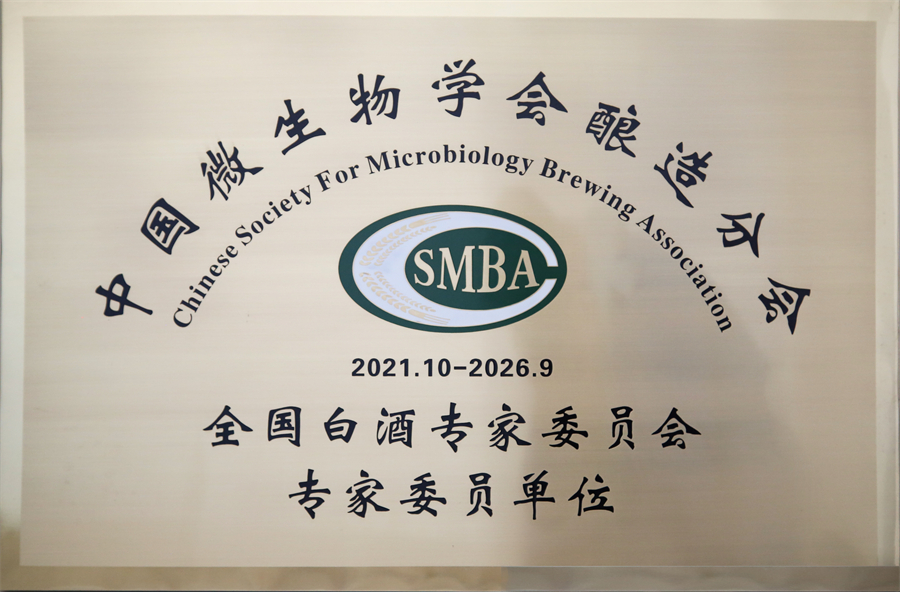 中国微生物学会酿造分会
Chinese Society For Microbiology Brewing Association
SMBA
2021.10-2026.9
全国白酒专家委员会
专家委员单位